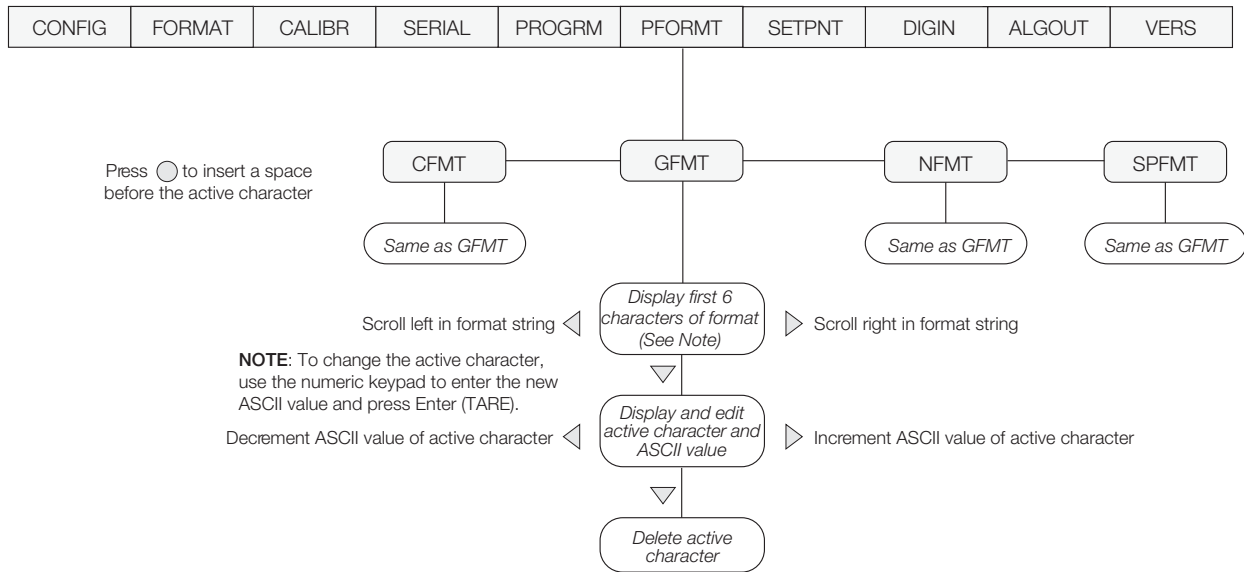 CONFIG FORMAT CALIBR SERIAL PROGRM PFORMT SETPNT DIGIN ALGOUT VERS
Press to insert a space
before the active character
CFMT GFMT NFMT SPFMT
Same as GFMT Same as GFMT Same as GFMT
Display first 6
characters of format
(See Note)
Scroll left in format string
Scroll right in format string
NOTE: To change the active character,
use the numeric keypad to enter the new
ASCII value and press Enter (TARE).
Display and edit
active character and
ASCII value
Decrement ASCII value of active character
Increment ASCII value of active character
Delete active
character